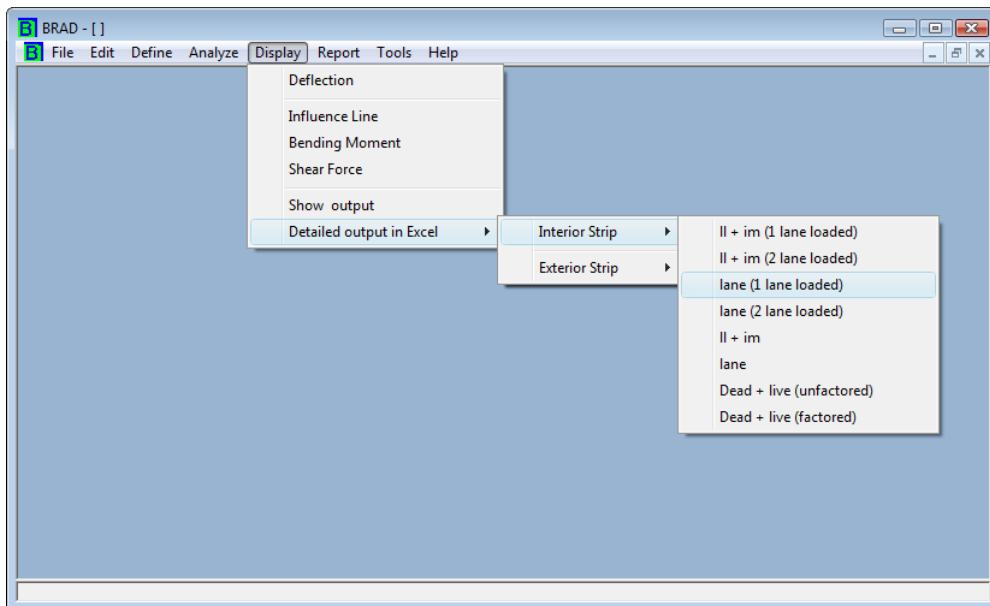 BRAD - [ ]
File Edit Define Analyze Display Report Tools Help
Deflection
Influence Line
Bending Moment
Shear Force
Show output
Detailed output in Excel
Interior Strip
Exterior Strip
ll + im (1 lane loaded)
ll + im (2 lane loaded)
lane (1 lane loaded)
lane (2 lane loaded)
ll + im
lane
Dead + live (unfactored)
Dead + live (factored)